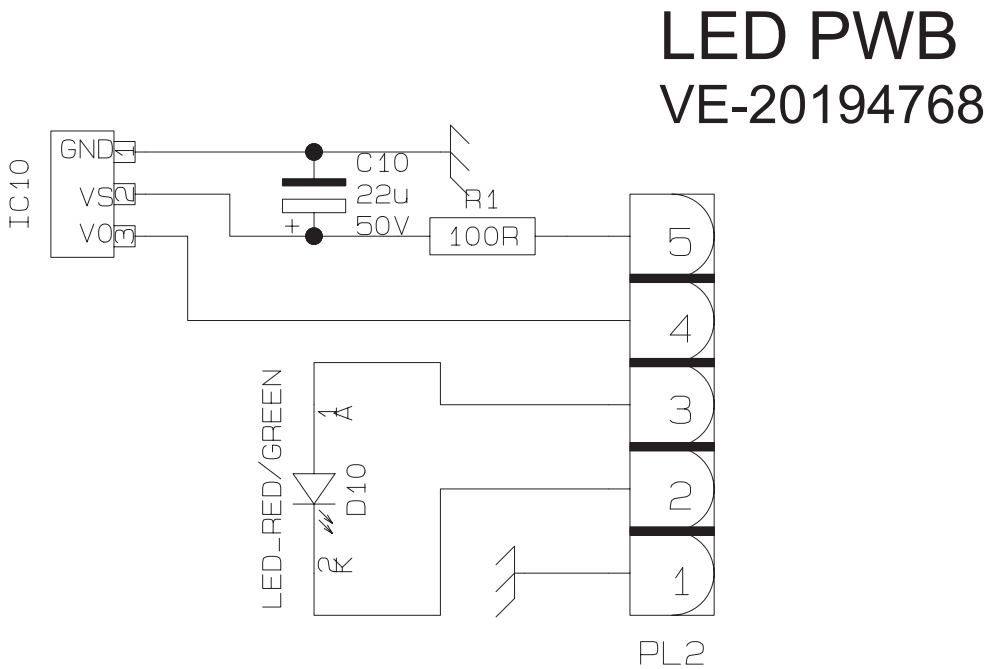 LED PWB
VE-20194768
IC10
GND 1
VS 2
VO 3
C10
22u
50V
+
R1
100R
5
4
3
2
1
LED_RED/GREEN
1 A
D10
2 K
PL2